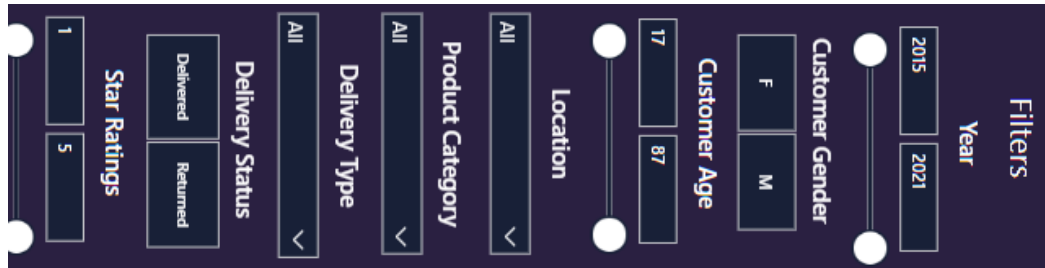 Filters
Year
2015 2021
Customer Gender
F M
Customer Age
17 87
Location
All
Product Category
All
Delivery Type
All
Delivery Status
Delivered Returned
Star Ratings
1 5